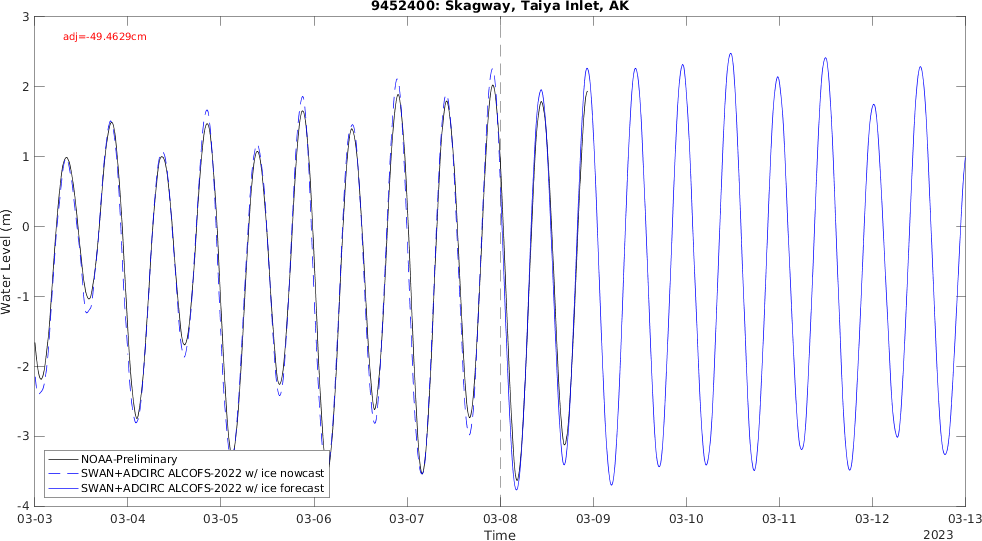 9452400: Skagway, Taiya Inlet, AK
adj=-49.4629cm
Water Level (m)
3
2
1
0
-1
-2
-3
-4
NOAA-Preliminary
SWAN+ADCIRC ALCOFS-2022 w/ ice nowcast
SWAN+ADCIRC ALCOFS-2022 w/ ice forecast
03-03 03-04 03-05 03-06 03-07 03-08 03-09 03-10 03-11 03-12 03-13
Time
2023